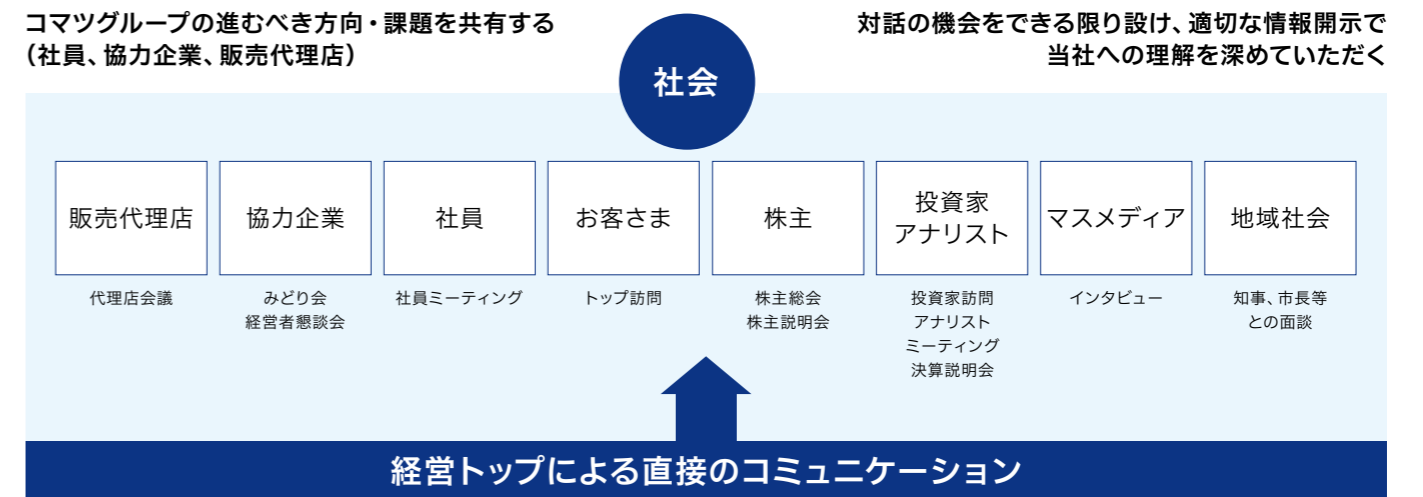 コマツグループの進むべき方向・課題を共有する
(社員、協力企業、販売代理店)
対話の機会をできる限り設け、適切な情報開示で
当社への理解を深めていただく
社会
販売代理店
代理店会議
協力企業
みどり会
経営者懇談会
社員
社員ミーティング
お客さま
トップ訪問
株主
株主総会
株主説明会
投資家
アナリスト
投資家訪問
アナリスト
ミーティング
決算説明会
マスメディア
インタビュー
地域社会
知事、市長等
との面談
経営トップによる直接のコミュニケーション